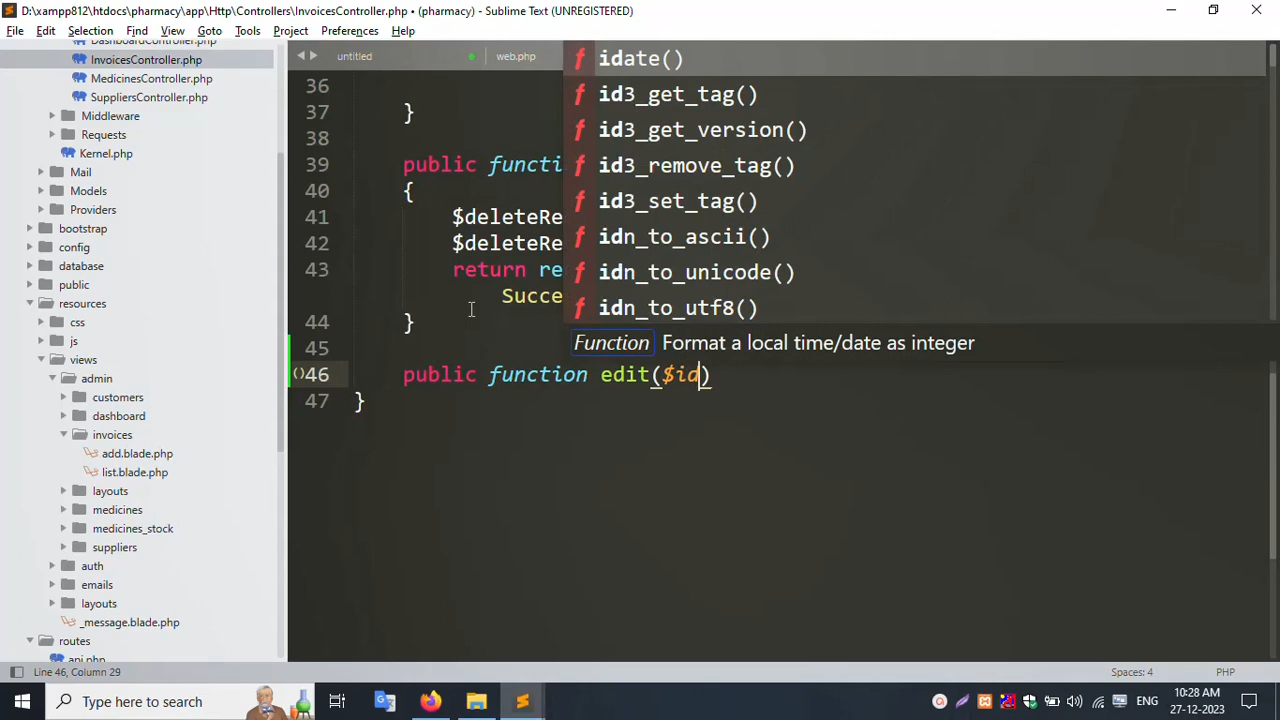 D:\xampp812\htdocs\pharmacy\app\Http\Controllers\InvoicesController.php • (pharmacy) - Sublime Text (UNREGISTERED)
File Edit Selection Find View Goto Tools Project Preferences Help
DashboardController.php
InvoicesController.php
MedicinesController.php
SuppliersController.php
Middleware
Requests
Kernel.php
Mail
Models
Providers
bootstrap
config
database
public
resources
css
js
views
admin
customers
dashboard
invoices
add.blade.php
list.blade.php
layouts
medicines
medicines_stock
suppliers
auth
emails
layouts
_message.blade.php
routes
api.php
untitled web.php
36
37 }
38
39 public functi
40 {
41 $deleteRe
42 $deleteRe
43 return re
Succe
44 }
45
46 public function edit($id)
47 }
f idate()
f id3_get_tag()
f id3_get_version()
f id3_remove_tag()
f id3_set_tag()
f idn_to_ascii()
f idn_to_unicode()
f idn_to_utf8()
Function Format a local time/date as integer
Line 46, Column 29 Spaces: 4 PHP
Type here to search ENG 10:28 AM
27-12-2023